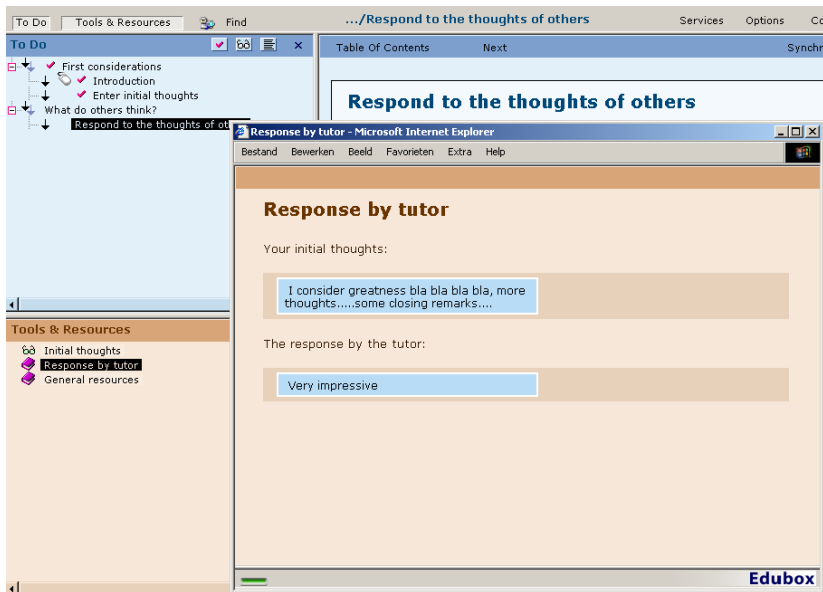 To Do Tools & Resources Find .../Respond to the thoughts of others Services Options
To Do
First considerations
Introduction
Enter initial thoughts
What do others think?
Respond to the thoughts of
Table Of Contents Next
Respond to the thoughts of others
Response by tutor - Microsoft Internet Explorer
Bestand Bewerken Beeld Favorieten Extra Help
Response by tutor
Your initial thoughts:
I consider greatness bla bla bla bla, more
thoughts.....some closing remarks....
The response by the tutor:
Very impressive
Tools & Resources
Initial thoughts
Response by tutor
General resources
Edubox